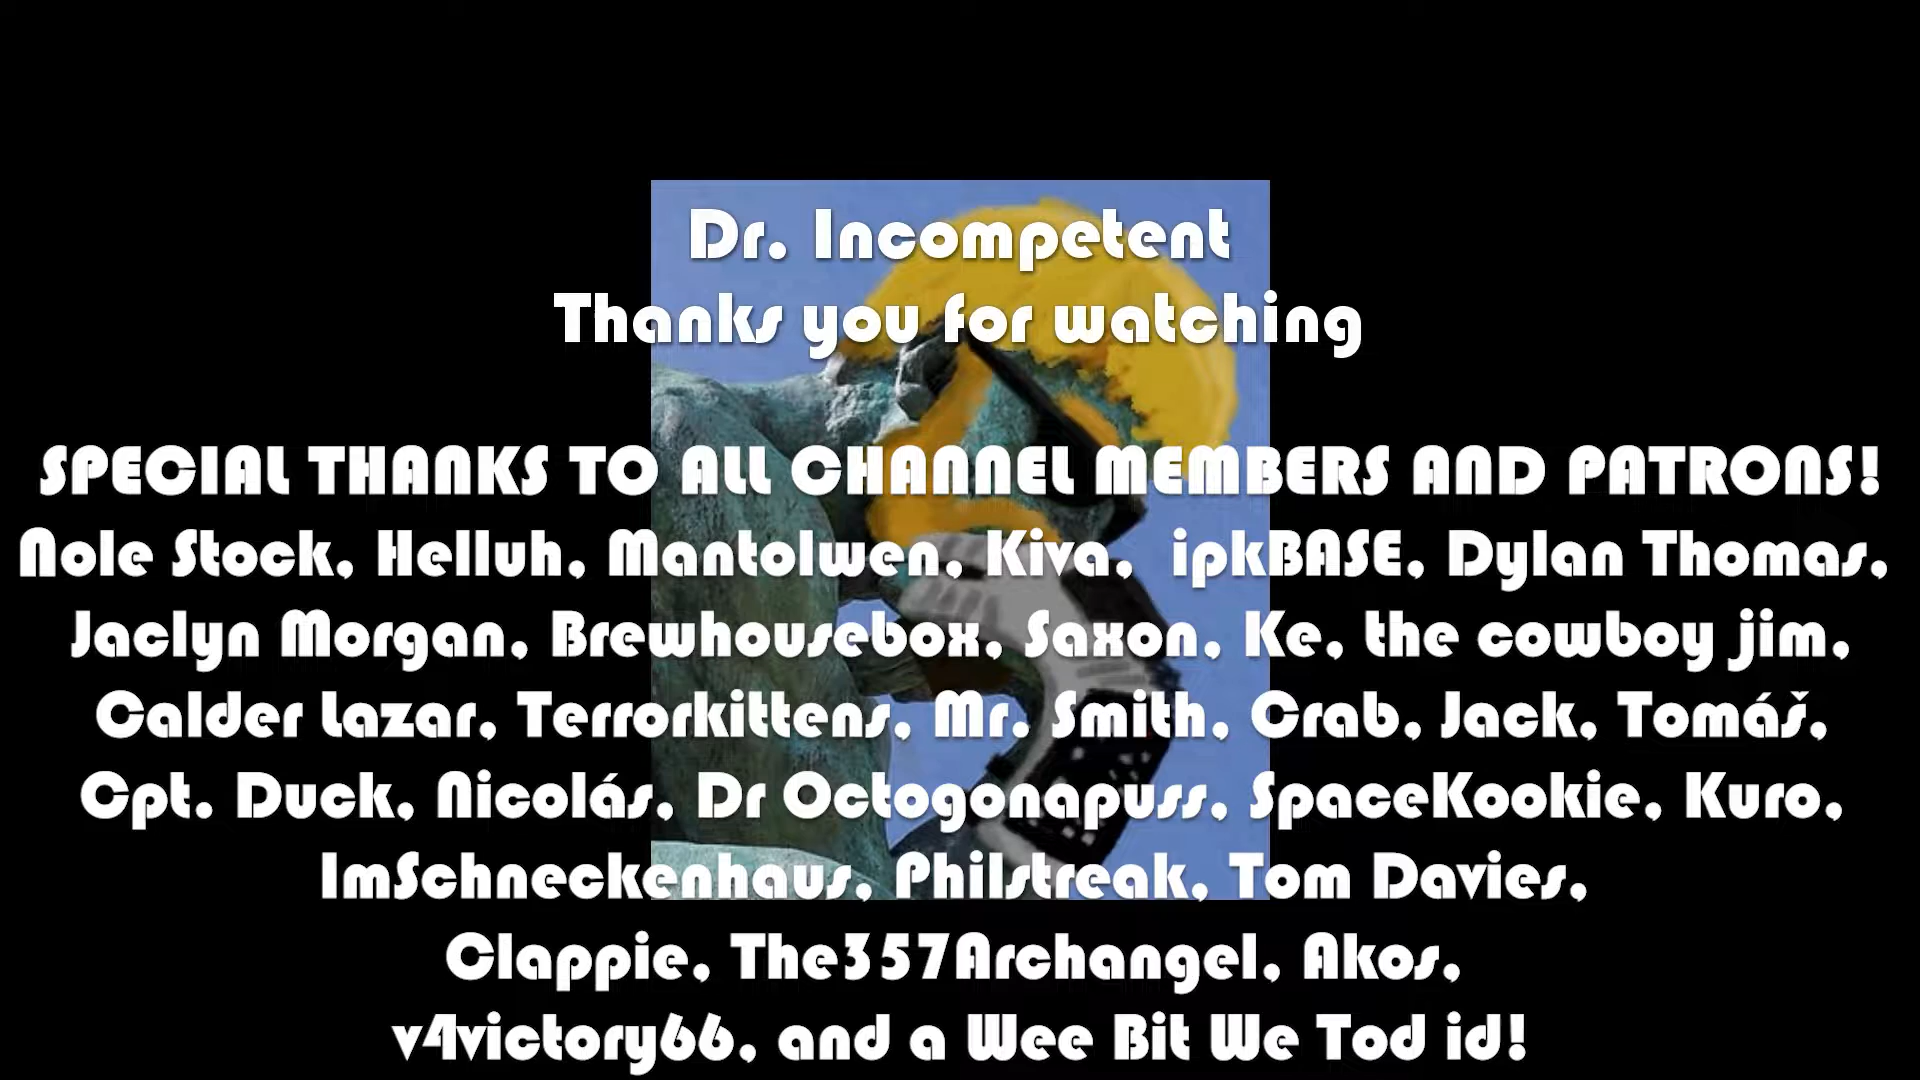 Dr. Incompetent
Thanks you for watching
SPECIAL THANKS TO ALL CHANNEL MEMBERS AND PATRONS!
Nole Stock, Helluh, Mantolwen, Kiva, ipkBASE, Dylan Thomas,
Jaclyn Morgan, Brewhousebox, Saxon, Ke, the cowboy jim,
Calder Lazar, Terrorkittens, Mr. Smith, Crab, Jack, Tomáš,
Cpt. Duck, Nicolás, Dr Octogonapuss, SpaceKookie, Kuro,
ImSchneckenhaus, Philstreak, Tom Davies,
Clappie, The357Archangel, Akos,
v4victory66, and a Wee Bit We Tod id!